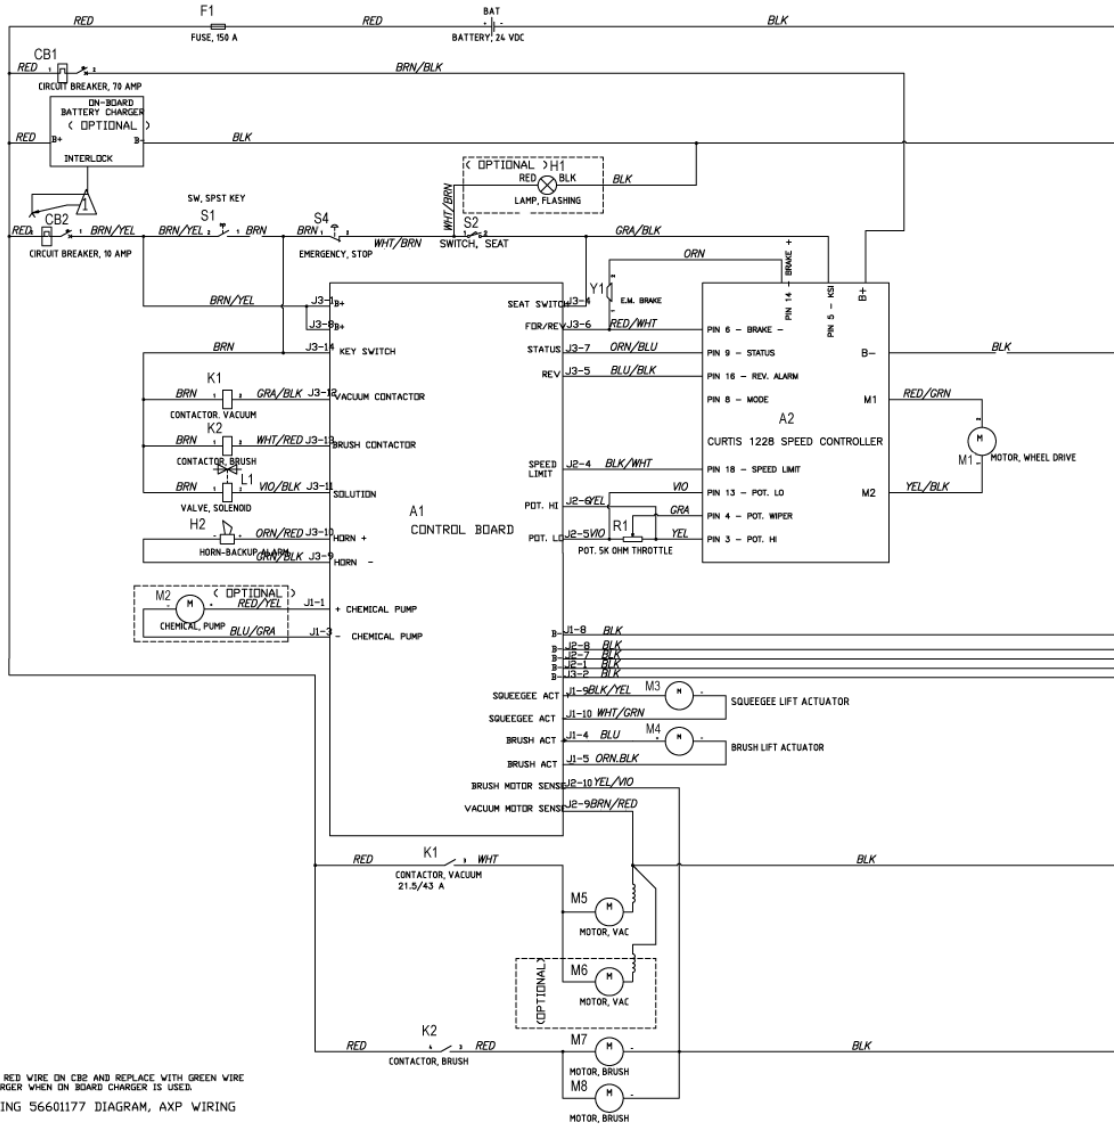 F1
BAT
RED RED BLK
FUSE, 150 A
BATTERY, 24 VDC
CB1
RED 1 2 BRN/BLK
CIRCUIT BREAKER, 70 AMP
ON-BOARD
BATTERY CHARGER
( OPTIONAL )
RED B+ B- BLK
INTERLOCK
1
( OPTIONAL ) H1
RED BLK BLK
LAMP, FLASHING
WHT/BRN
SW, SPST KEY
S1 S4 S2
CB2
RED 1 BRN/YEL BRN/YEL 2 1 BRN BRN 1 WHT/BRN 1 2 GRA/BLK
CIRCUIT BREAKER, 10 AMP
EMERGENCY, STOP
SWITCH, SEAT
ORN
PIN 14 - BRAKE +
PIN 5 - KSI
B+
Y1
E.M. BRAKE
BRN/YEL J3-1 B+
J3-8 B+
BRN J3-14 KEY SWITCH
SEAT SWITCH J3-4
FOR/REV J3-6 RED/WHT PIN 6 - BRAKE -
STATUS J3-7 ORN/BLU PIN 9 - STATUS
REV J3-5 BLU/BLK PIN 16 - REV. ALARM
PIN 8 - MODE
B- BLK
M1 RED/GRN
A2
CURTIS 1228 SPEED CONTROLLER
M
M1 -
MOTOR, WHEEL DRIVE
M2 YEL/BLK
K1
BRN 1 2 GRA/BLK J3-12 VACUUM CONTACTOR
CONTACTOR. VACUUM
K2
BRN 1 2 WHT/RED J3-13 BRUSH CONTACTOR
CONTACTOR, BRUSH
L1
BRN 1 2 VIO/BLK J3-11 SOLUTION
VALVE, SOLENOID
H2
ORN/RED J3-10 HORN +
HORN-BACKUP ALARM
GRN/BLK J3-9 HORN -
A1
CONTROL BOARD
SPEED
LIMIT J2-4 BLK/WHT PIN 18 - SPEED LIMIT
VIO PIN 13 - POT. LO
POT. HI J2-6 YEL
GRA PIN 4 - POT. WIPER
R1
POT. LO J2-5 VIO YEL PIN 3 - POT. HI
POT. 5K OHM THROTTLE
( OPTIONAL )
M2
- M + RED/YEL J1-1 + CHEMICAL PUMP
CHEMICAL, PUMP
BLU/GRA J1-3 - CHEMICAL PUMP
B- J1-8 BLK
B- J2-8 BLK
B- J2-7 BLK
B- J2-1 BLK
B- J3-2 BLK
SQUEEGEE ACT J1-9 BLK/YEL M3 M - SQUEEGEE LIFT ACTUATOR
SQUEEGEE ACT J1-10 WHT/GRN
BRUSH ACT J1-4 BLU M4 + M - BRUSH LIFT ACTUATOR
BRUSH ACT J1-5 ORN.BLK
BRUSH MOTOR SENSE J2-10 YEL/VIO
VACUUM MOTOR SENSE J2-9 BRN/RED
K1
RED WHT BLK
CONTACTOR, VACUUM
21.5/43 A
M5
M
MOTOR, VAC
(OPTIONAL)
M6
M
MOTOR, VAC
K2
RED RED BLK
CONTACTOR, BRUSH
M7
M -
MOTOR, BRUSH
M8
M -
MOTOR, BRUSH
RED WIRE ON CB2 AND REPLACE WITH GREEN WIRE
RGER WHEN ON BOARD CHARGER IS USED.
ING 56601177 DIAGRAM, AXP WIRING